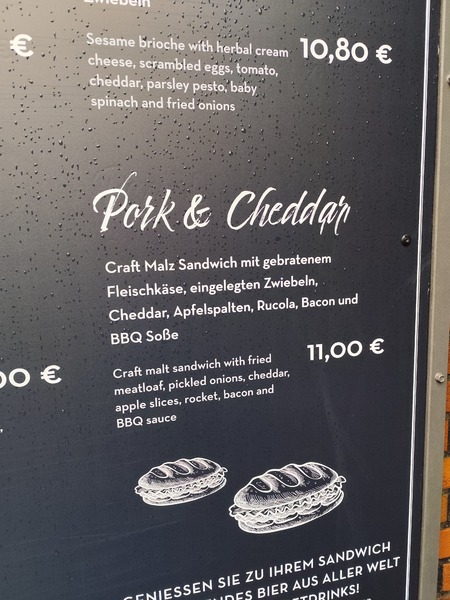 Zwiebeln
€
Sesame brioche with herbal cream
cheese, scrambled eggs, tomato,
cheddar, parsley pesto, baby
spinach and fried onions
10,80 €
Pork & Cheddar
Craft Malz Sandwich mit gebratenem
Fleischkäse, eingelegten Zwiebeln,
Cheddar, Apfelspalten, Rucola, Bacon und
BBQ Soße
00 €
Craft malt sandwich with fried
meatloaf, pickled onions, cheddar,
apple slices, rocket, bacon and
BBQ sauce
11,00 €
GENIESSEN SIE ZU IHREM SANDWICH
BIER AUS ALLER WELT